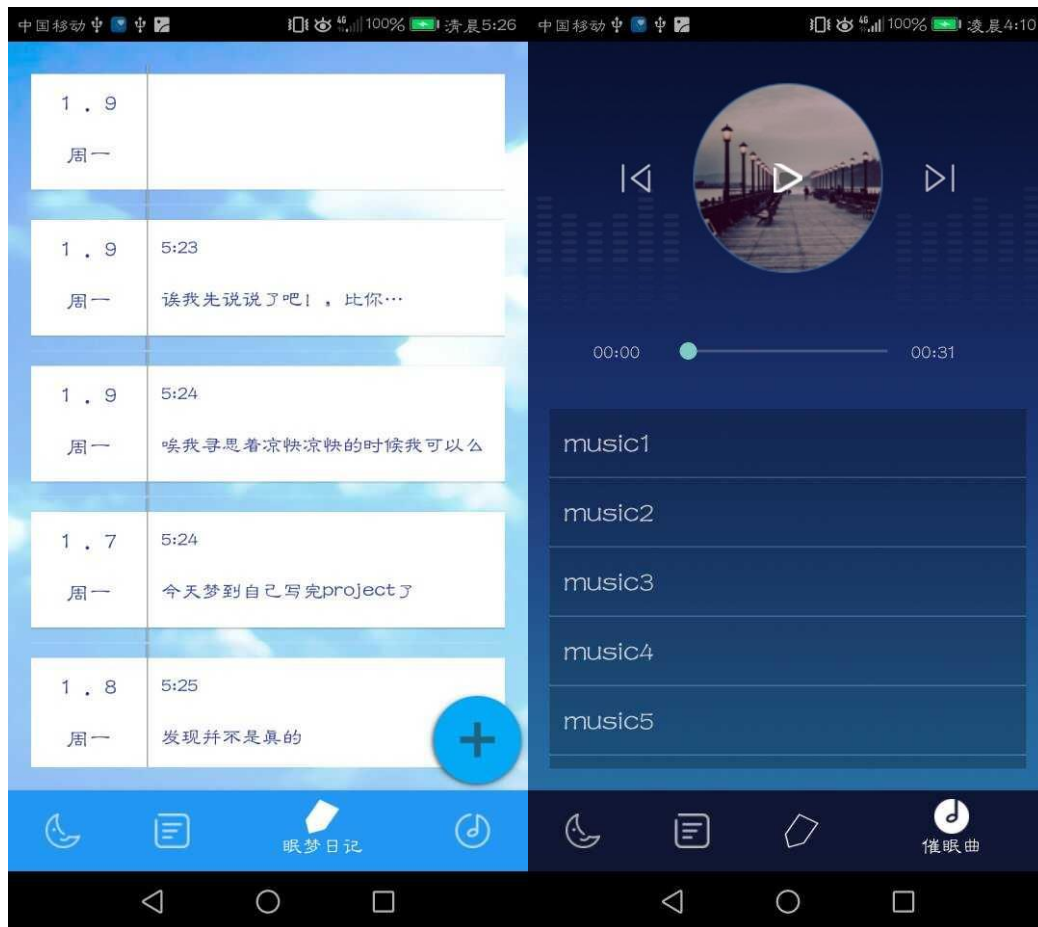 中国移动 46 100% 清晨5:26
1.9
周一
1.9 5:23
周一 诶我先说说了吧！，比你…
1.9 5:24
周一 唉我寻思着凉快凉快的时候我可以么
1.7 5:24
周一 今天梦到自己写完project了
1.8 5:25
周一 发现并不是真的
眠梦日记
中国移动 46 100% 凌晨4:10
00:00 00:31
music1
music2
music3
music4
music5
催眠曲